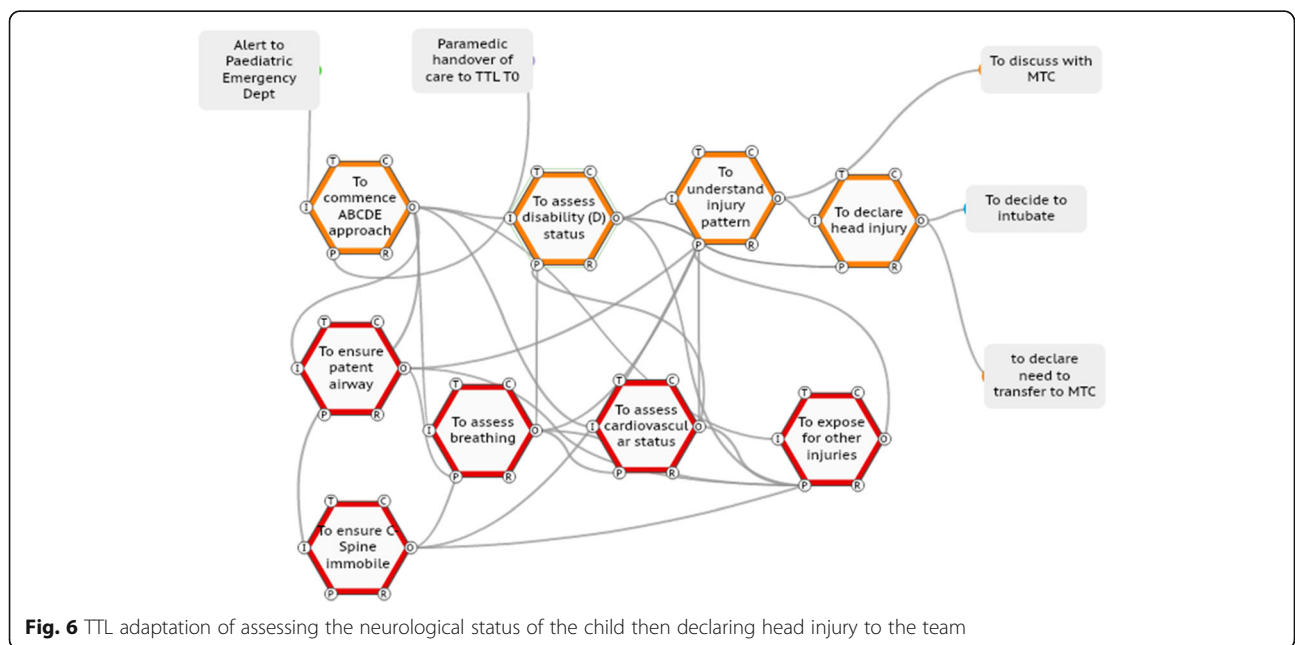 Alert to
Paediatric
Emergency
Dept
Paramedic
handover of
care to TTL T0
To discuss with
MTC
T C
To
commence
ABCDE
approach
I O
P R
T C
To assess
disability (D)
status
I O
P R
T C
To
understand
injury
pattern
I O
P R
T C
To declare
head injury
I O
P R
To decide to
intubate
T C
To ensure
patent
airway
I O
P R
T C
To assess
breathing
I O
P R
T C
To assess
cardiovascul
ar status
I O
P R
T C
To expose
for other
injuries
I O
P R
to declare
need to
transfer to MTC
T C
To ensure C-
Spine
immobile
I O
P R
Fig. 6 TTL adaptation of assessing the neurological status of the child then declaring head injury to the team